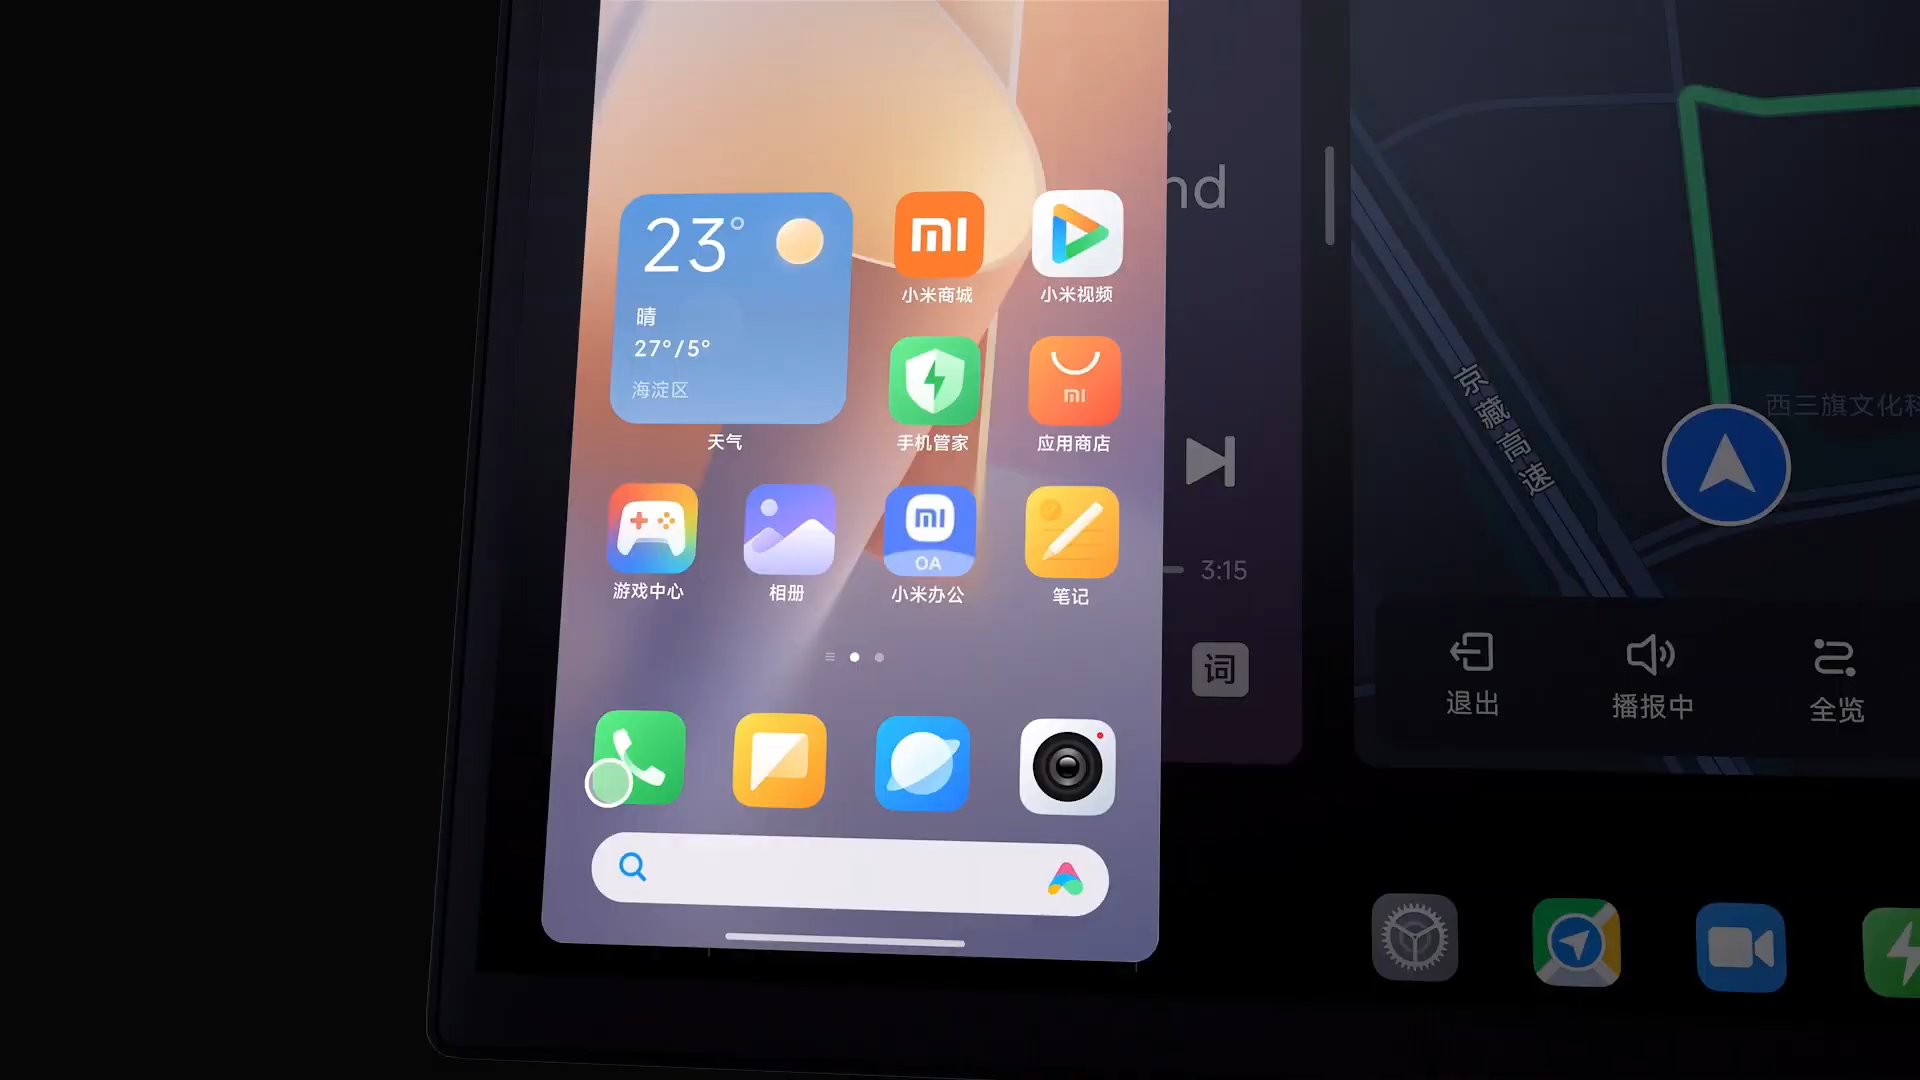 23°
晴
27°/5°
海淀区
天气
小米商城
小米视频
mi
手机管家
应用商店
游戏中心
相册
OA
小米办公
笔记
nd
3:15
词
京藏高速
西三旗文化科
退出
播报中
全览